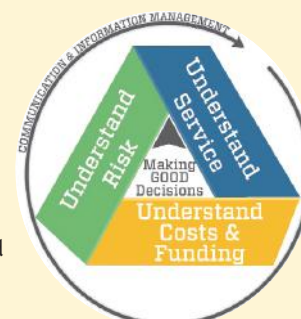 COMMUNICATION & INFORMATION MANAGEMENT
Understand
Risk
Understand
Service
Making
GOOD
Decisions
Understand
Costs &
Funding